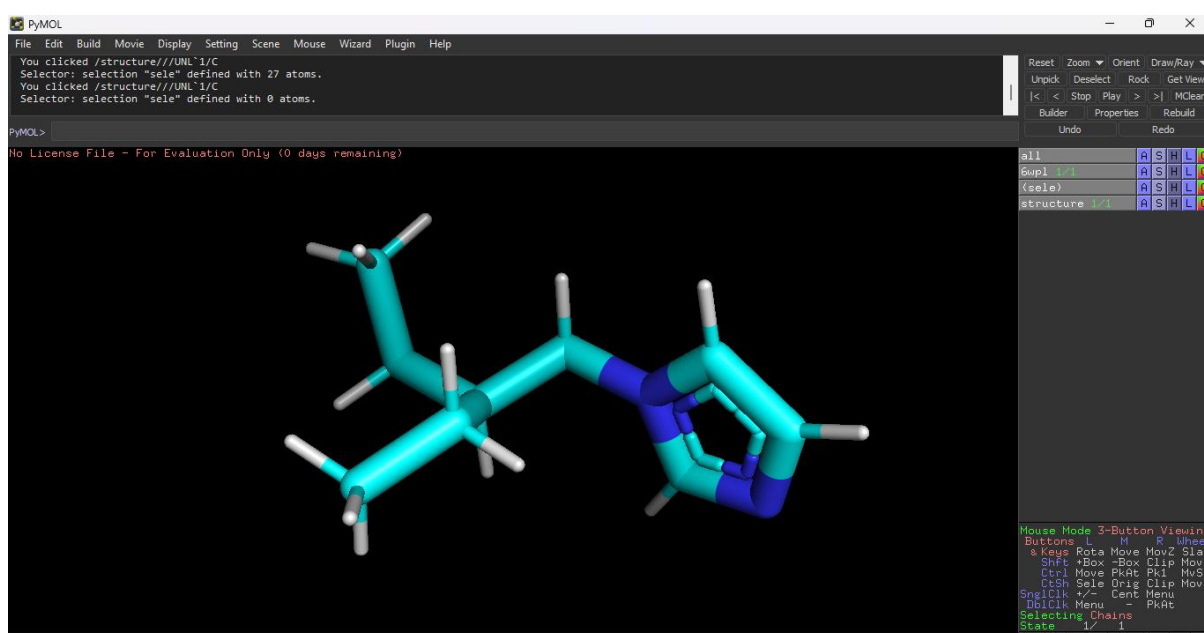 PyMOL
File Edit Build Movie Display Setting Scene Mouse Wizard Plugin Help
You clicked /structure///UNL`1/C
Selector: selection "sele" defined with 27 atoms.
You clicked /structure///UNL`1/C
Selector: selection "sele" defined with 0 atoms.
PyMOL>
Reset Zoom Orient Draw/Ray
Unpick Deselect Rock Get View
|< < Stop Play > >| MClear
Builder Properties Rebuild
Undo Redo
No License File - For Evaluation Only (0 days remaining)
all A S H L
6wpl 1/1 A S H L
(sele) A S H L
structure 1/1 A S H L
Mouse Mode 3-Button Viewin
Buttons L M R Whee
& Keys Rota Move MovZ Sla
Shft +Box -Box Clip Mov
Ctrl Move PkAt Pk1 MvS
CtSh Sele Orig Clip Mov
SnglClk +/- Cent Menu
DblClk Menu - PkAt
Selecting Chains
State 1/ 1